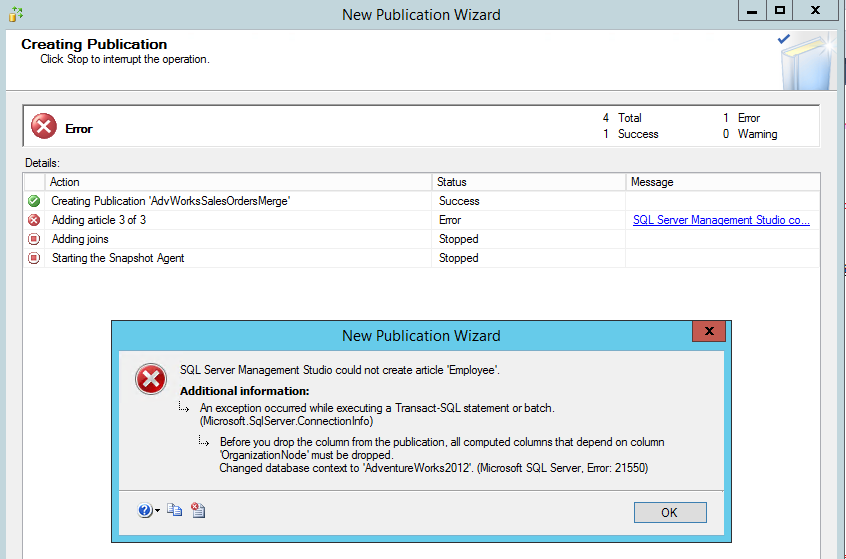 New Publication Wizard
Creating Publication
Click Stop to interrupt the operation.
Error
4 Total 1 Error
1 Success 0 Warning
Details:
Action Status Message
Creating Publication 'AdvWorksSalesOrdersMerge' Success
Adding article 3 of 3 Error SQL Server Management Studio co...
Adding joins Stopped
Starting the Snapshot Agent Stopped
New Publication Wizard
SQL Server Management Studio could not create article 'Employee'.
Additional information:
An exception occurred while executing a Transact-SQL statement or batch.
(Microsoft.SqlServer.ConnectionInfo)
Before you drop the column from the publication, all computed columns that depend on column
'OrganizationNode' must be dropped.
Changed database context to 'AdventureWorks2012'. (Microsoft SQL Server, Error: 21550)
OK